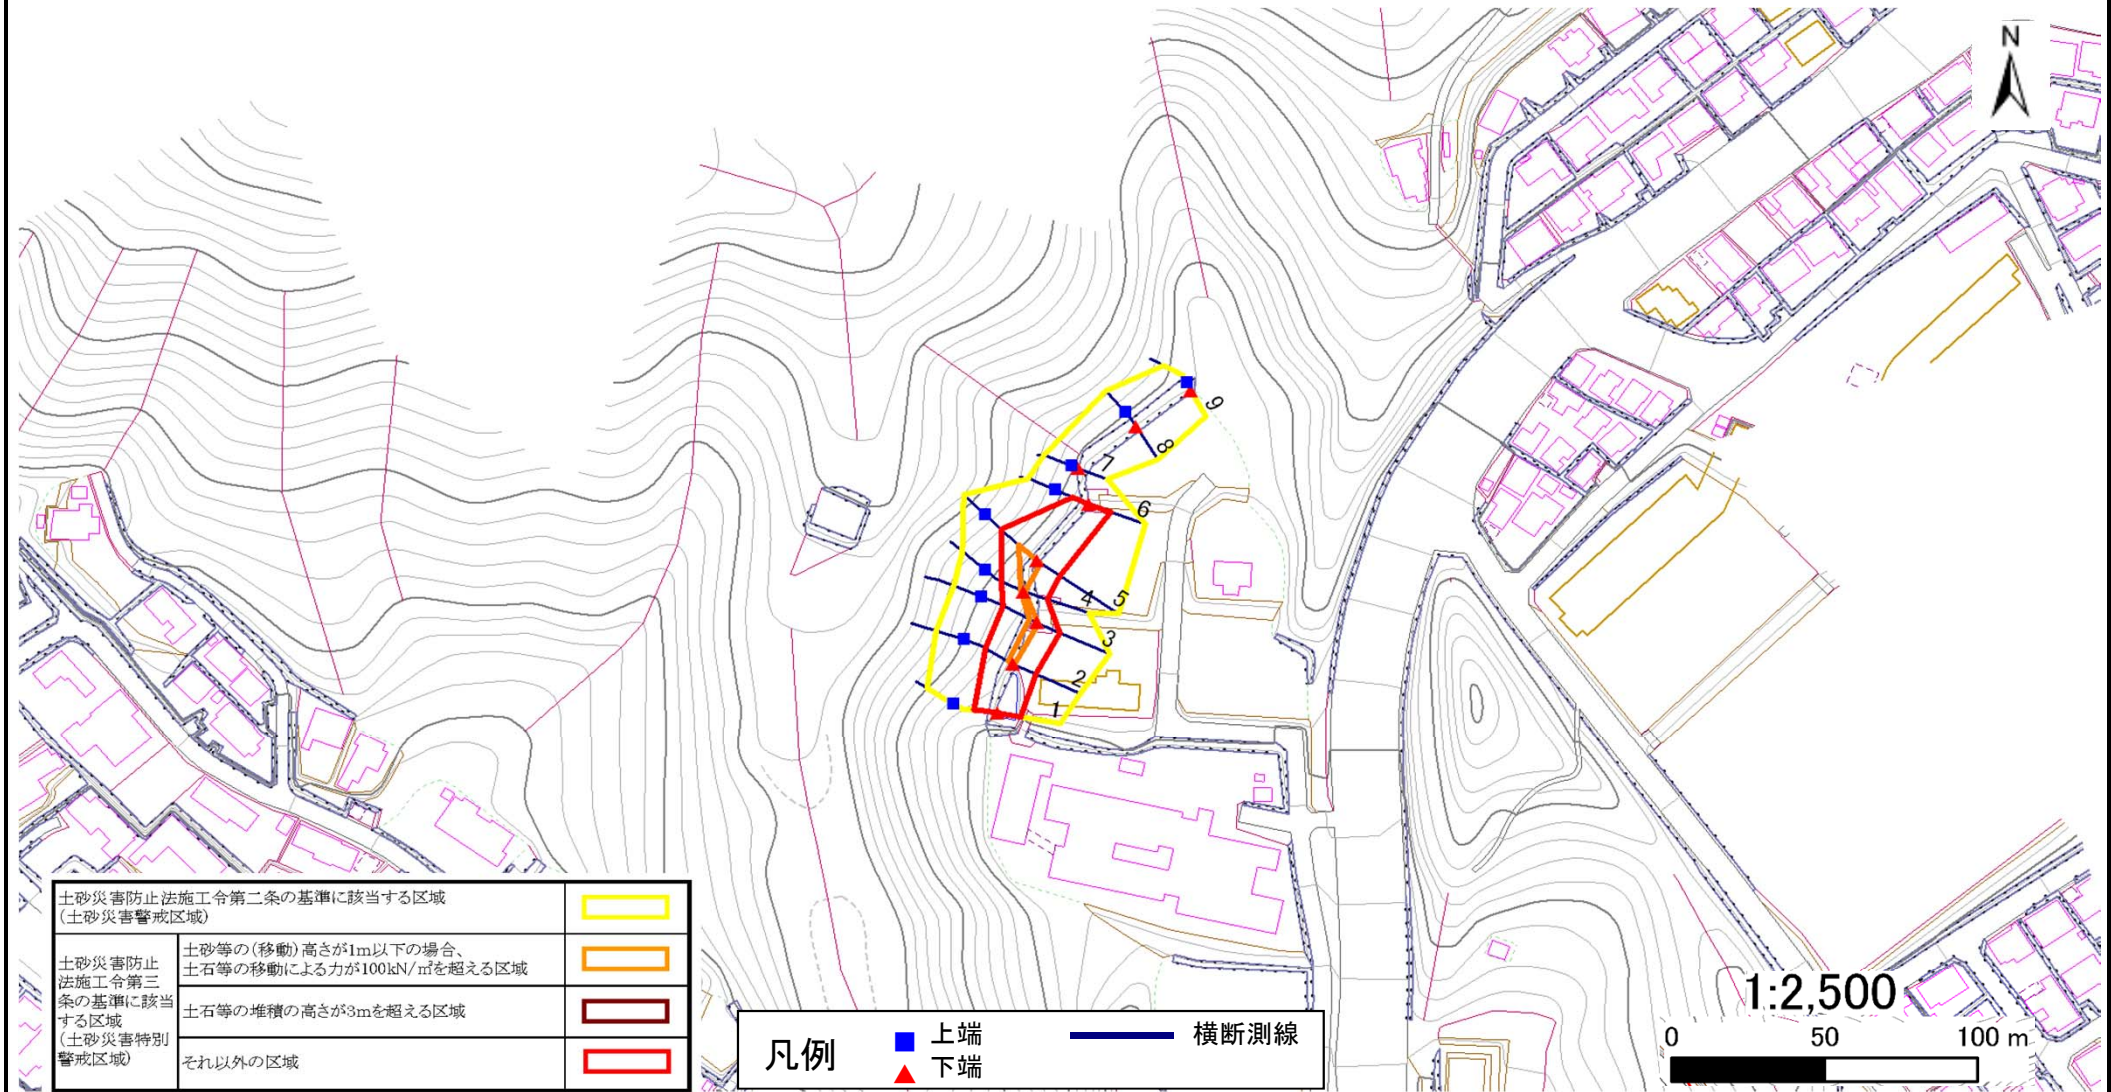 N
9
8
7
6
5
4
3
2
1
土砂災害防止法施工令第二条の基準に該当する区域
(土砂災害警戒区域)
土砂災害防止
法施工令第三
条の基準に該当
する区域
(土砂災害特別
警戒区域)
土砂等の(移動)高さが1m以下の場合、
土石等の移動による力が100kN/㎡を超える区域
土石等の堆積の高さが3mを超える区域
それ以外の区域
凡例
上端
下端
横断測線
1:2,500
0 50 100 m